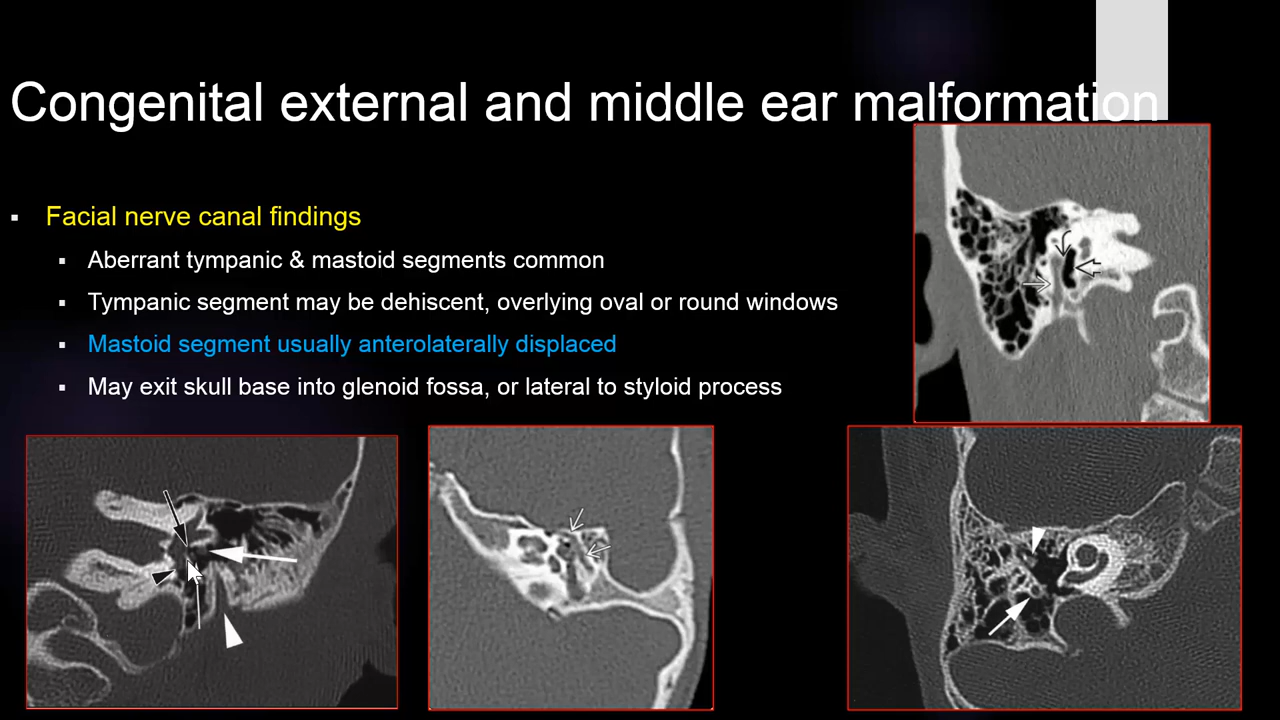 Congenital external and middle ear malformation
Facial nerve canal findings
Aberrant tympanic & mastoid segments common
Tympanic segment may be dehiscent, overlying oval or round windows
Mastoid segment usually anterolaterally displaced
May exit skull base into glenoid fossa, or lateral to styloid process